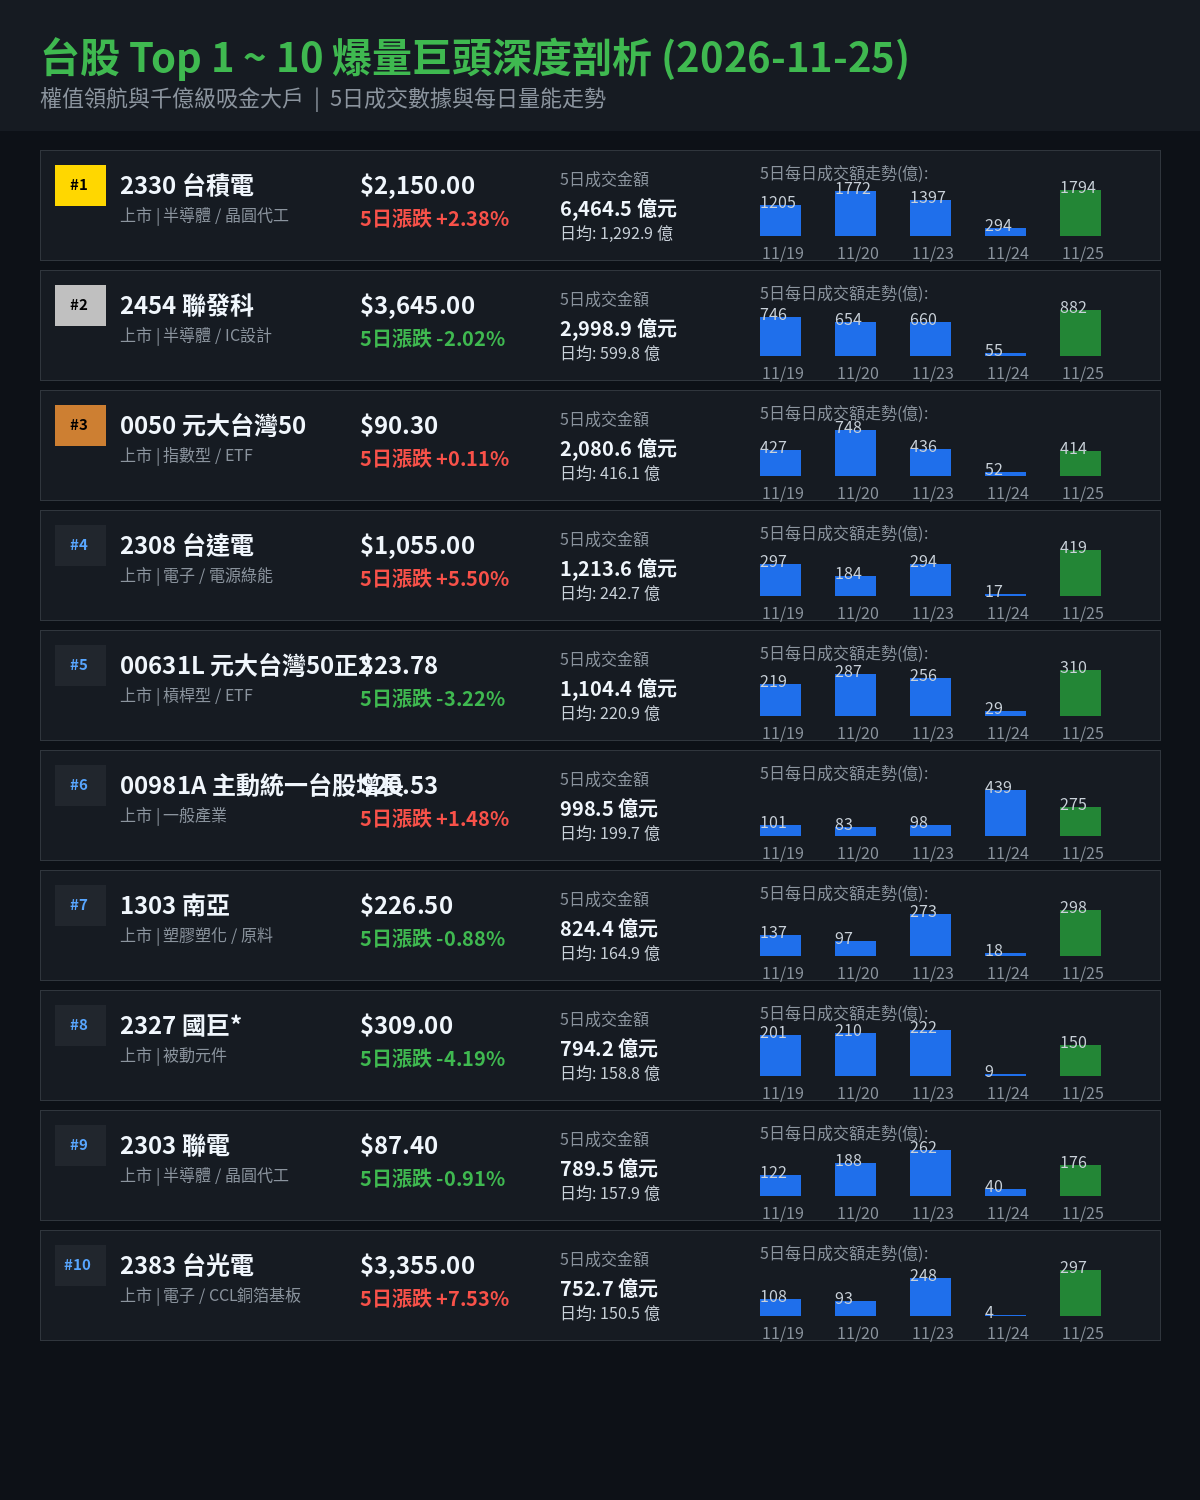 台股 Top 1 ~ 10 爆量巨頭深度剖析 (2026-11-25)
權值領航與千億級吸金大戶 | 5日成交數據與每日量能走勢
#1
2330 台積電
上市 | 半導體 / 晶圓代工
$2,150.00
5日漲跌 +2.38%
5日成交金額
6,464.5 億元
日均: 1,292.9 億
5日每日成交額走勢(億):
1205 1772 1397 294 1794
11/19 11/20 11/23 11/24 11/25
#2
2454 聯發科
上市 | 半導體 / IC設計
$3,645.00
5日漲跌 -2.02%
5日成交金額
2,998.9 億元
日均: 599.8 億
5日每日成交額走勢(億):
746 654 660 55 882
11/19 11/20 11/23 11/24 11/25
#3
0050 元大台灣50
上市 | 指數型 / ETF
$90.30
5日漲跌 +0.11%
5日成交金額
2,080.6 億元
日均: 416.1 億
5日每日成交額走勢(億):
427 748 436 52 414
11/19 11/20 11/23 11/24 11/25
#4
2308 台達電
上市 | 電子 / 電源綠能
$1,055.00
5日漲跌 +5.50%
5日成交金額
1,213.6 億元
日均: 242.7 億
5日每日成交額走勢(億):
297 184 294 17 419
11/19 11/20 11/23 11/24 11/25
#5
00631L 元大台灣50正2
上市 | 槓桿型 / ETF
$23.78
5日漲跌 -3.22%
5日成交金額
1,104.4 億元
日均: 220.9 億
5日每日成交額走勢(億):
219 287 256 29 310
11/19 11/20 11/23 11/24 11/25
#6
00981A 主動統一台股增長
上市 | 一般產業
.53
5日漲跌 +1.48%
5日成交金額
998.5 億元
日均: 199.7 億
5日每日成交額走勢(億):
101 83 98 439 275
11/19 11/20 11/23 11/24 11/25
#7
1303 南亞
上市 | 塑膠塑化 / 原料
$226.50
5日漲跌 -0.88%
5日成交金額
824.4 億元
日均: 164.9 億
5日每日成交額走勢(億):
137 97 273 18 298
11/19 11/20 11/23 11/24 11/25
#8
2327 國巨*
上市 | 被動元件
$309.00
5日漲跌 -4.19%
5日成交金額
794.2 億元
日均: 158.8 億
5日每日成交額走勢(億):
201 210 222 9 150
11/19 11/20 11/23 11/24 11/25
#9
2303 聯電
上市 | 半導體 / 晶圓代工
$87.40
5日漲跌 -0.91%
5日成交金額
789.5 億元
日均: 157.9 億
5日每日成交額走勢(億):
122 188 262 40 176
11/19 11/20 11/23 11/24 11/25
#10
2383 台光電
上市 | 電子 / CCL銅箔基板
$3,355.00
5日漲跌 +7.53%
5日成交金額
752.7 億元
日均: 150.5 億
5日每日成交額走勢(億):
108 93 248 4 297
11/19 11/20 11/23 11/24 11/25